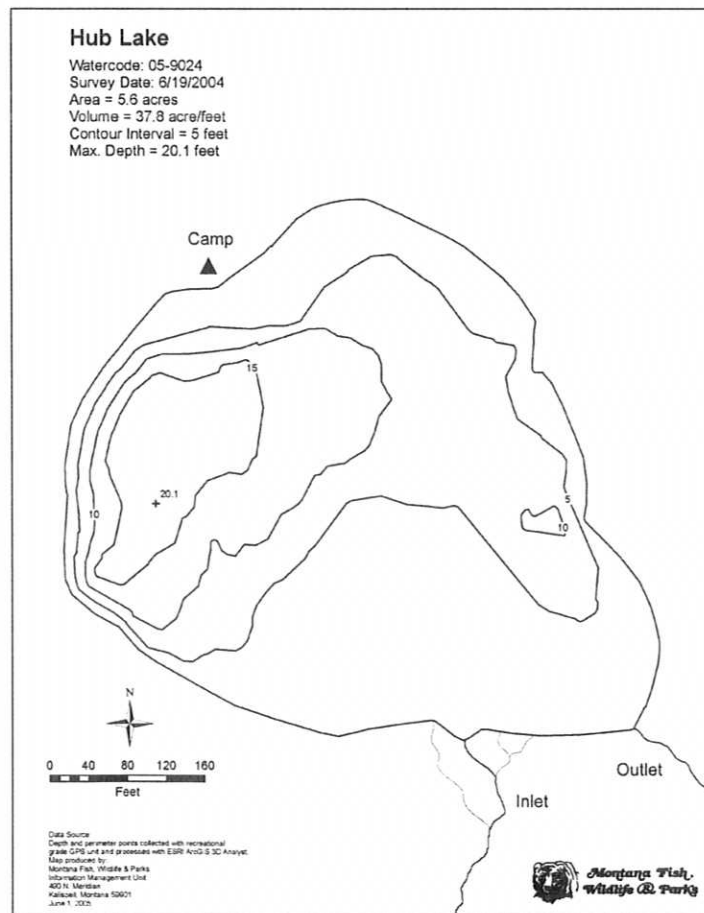 Hub Lake
Watercode: 05-9024
Survey Date: 6/19/2004
Area = 5.6 acres
Volume = 37.8 acre/feet
Contour Interval = 5 feet
Max. Depth = 20.1 feet
Camp
15
20.1
10
5
10
N
0 40 80 120 160
Feet
Inlet
Outlet
Data Source
Depth and perimeter points collected with recreational
grade GPS unit and processes with ESRI ArcGIS 3D Analyst.
Map produced by:
Montana Fish, Wildlife & Parks
Information Management Unit
490 N. Meridian
Kalispell, Montana 59901
June 1, 2005
Montana Fish,
Wildlife & Parks